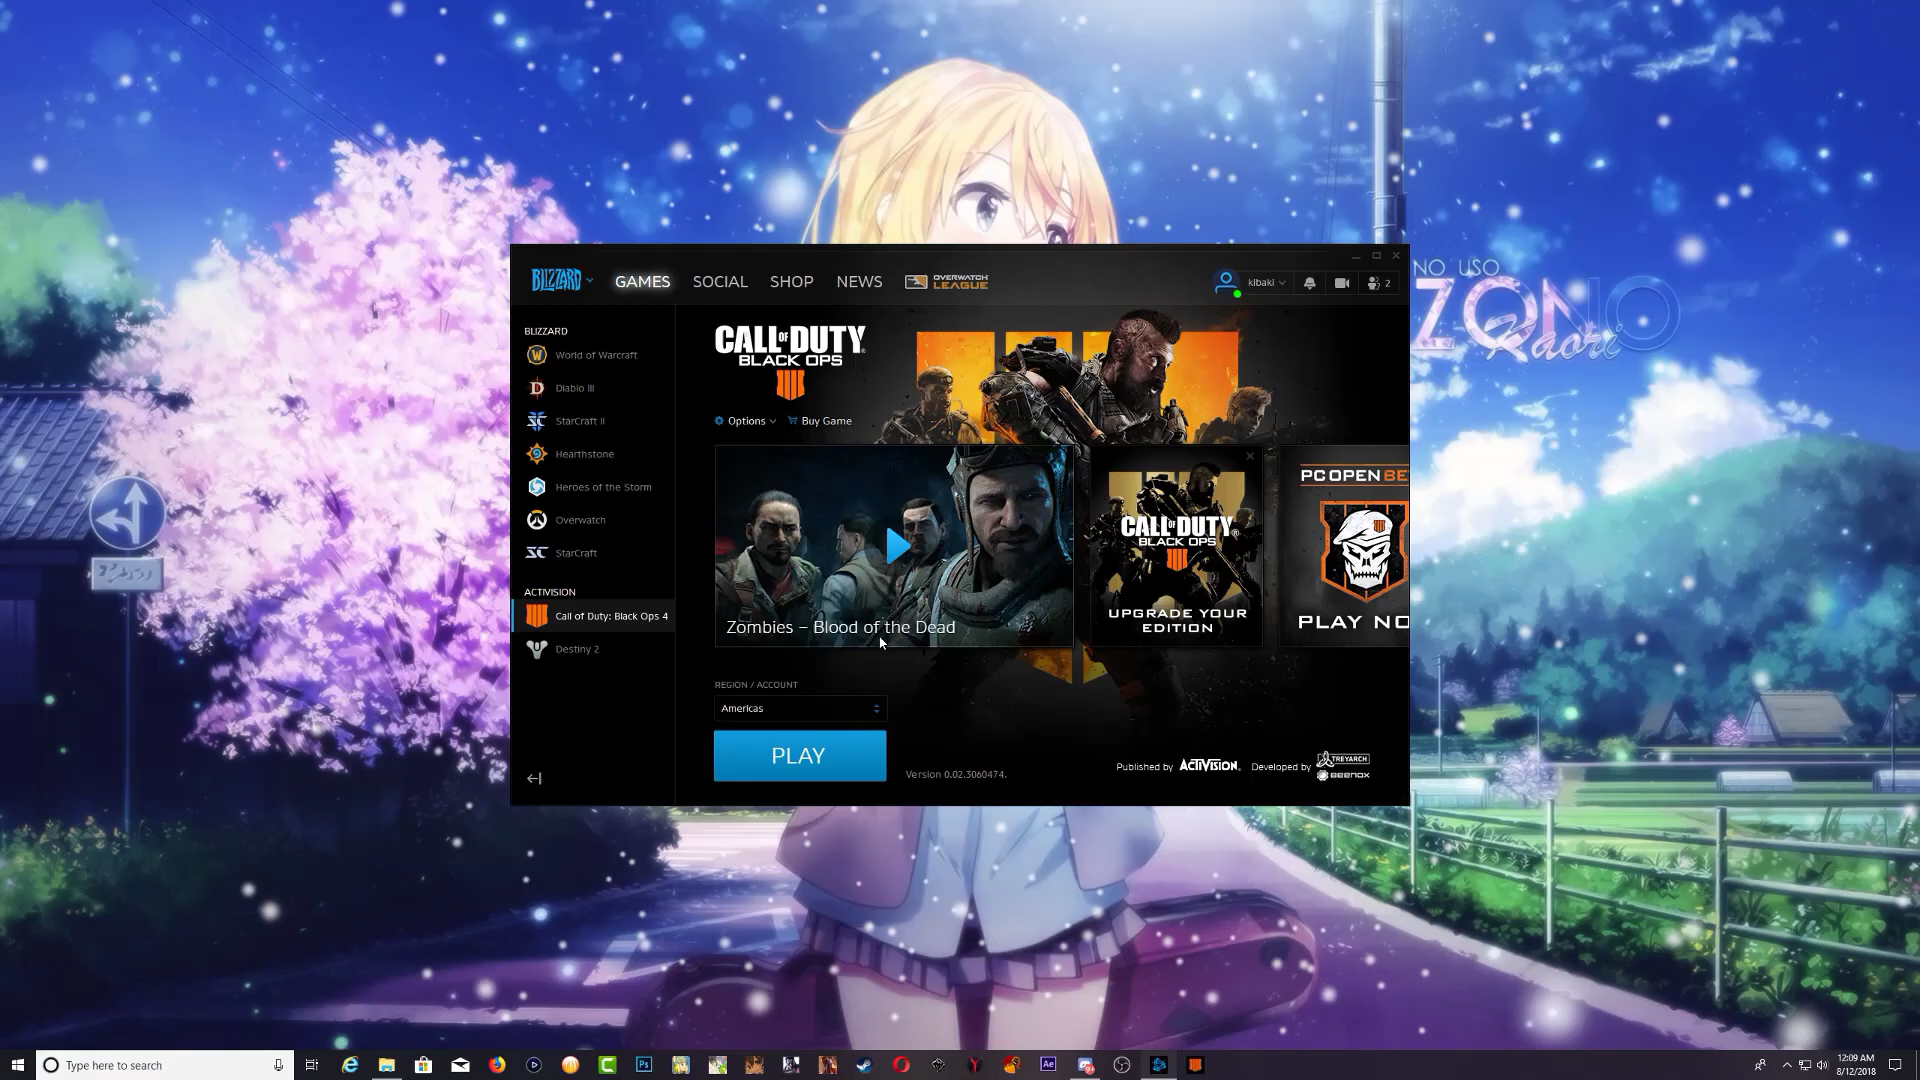 NO USO
BLIZZARD
GAMES
SOCIAL
SHOP
NEWS
OVERWATCH
LEAGUE
kibaki
2
BLIZZARD
World of Warcraft
Diablo III
StarCraft II
Hearthstone
Heroes of the Storm
Overwatch
StarCraft
ACTIVISION
Call of Duty: Black Ops 4
Destiny 2
CALL OF DUTY
BLACK OPS
Options
Buy Game
Zombies – Blood of the Dead
CALL OF DUTY
BLACK OPS
UPGRADE YOUR
EDITION
PC OPEN BE
PLAY NO
REGION / ACCOUNT
Americas
PLAY
Version 0.02.3060474.
Published by ACTIVISION. Developed by TREYARCH
BEENOX
Kaori
Type here to search
Ps
Ae
12:09 AM
8/12/2018